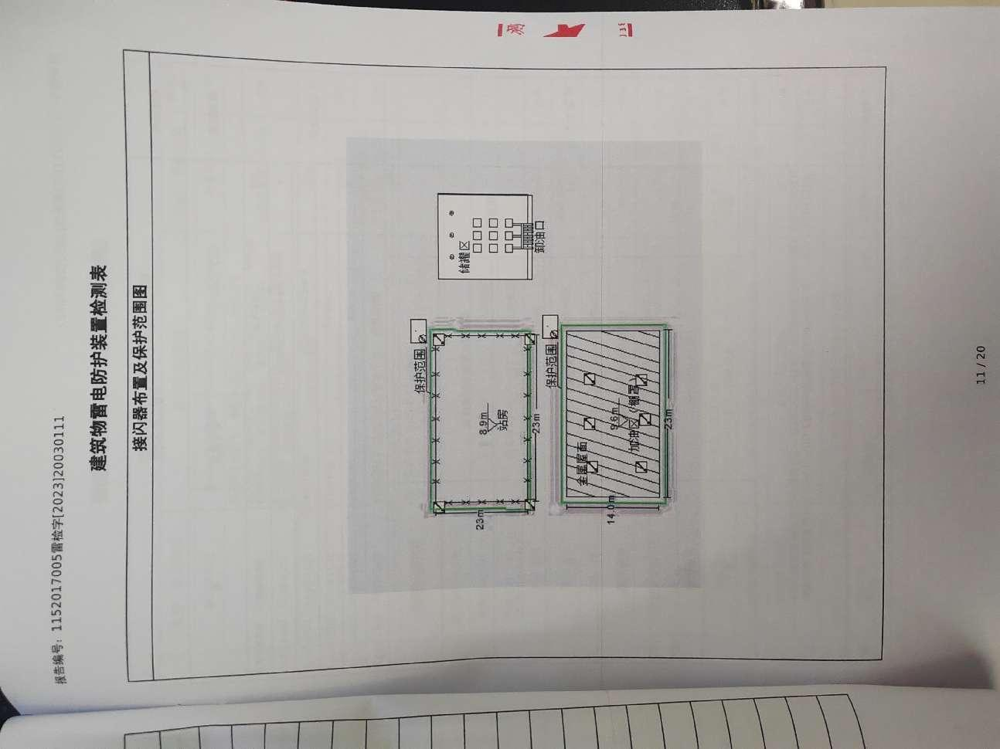 报告编号：1152017005雷检字[2023]20030111
建筑物雷电防护装置检测表
接闪器布置及保护范围图
保护范围
8.9m
站房
23m
23m
储罐区
卸油口
保护范围
金属屋面
9.6m
加油区（棚罩）
14.0m
23m
测
11 / 20